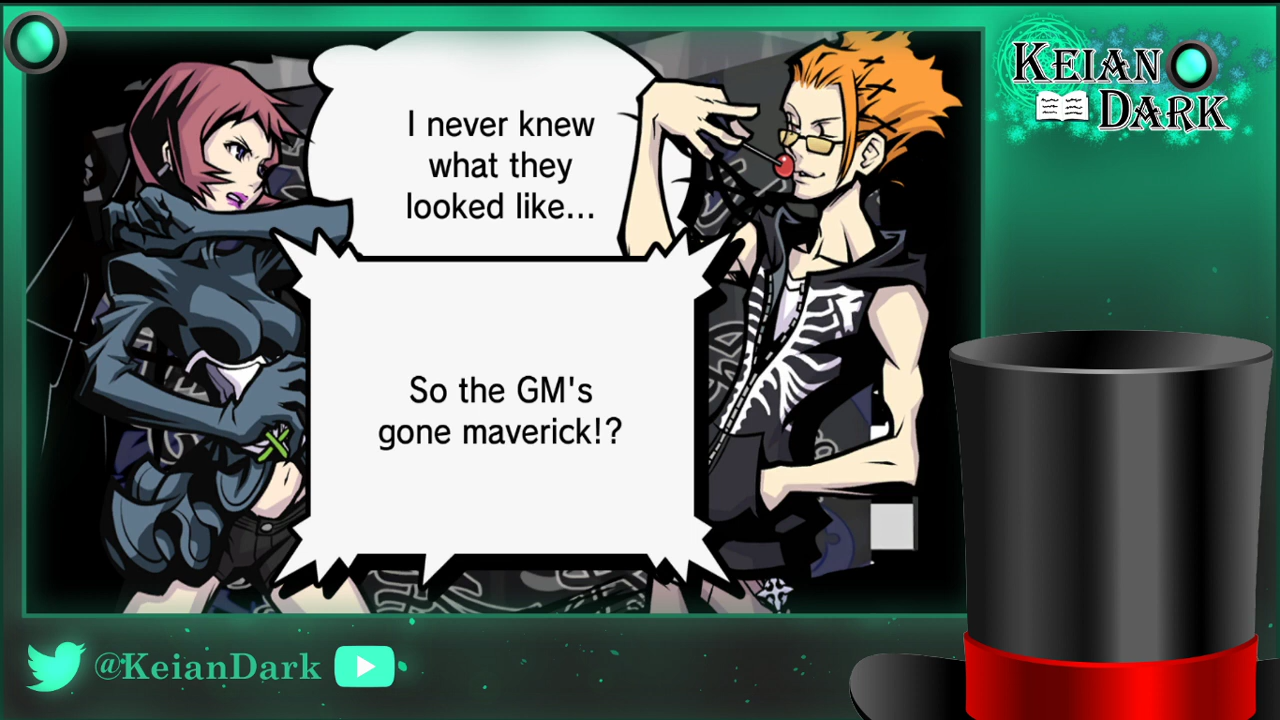 I never knew
what they
looked like...
So the GM's
gone maverick!?
KEIAN
DARK
@KeianDark